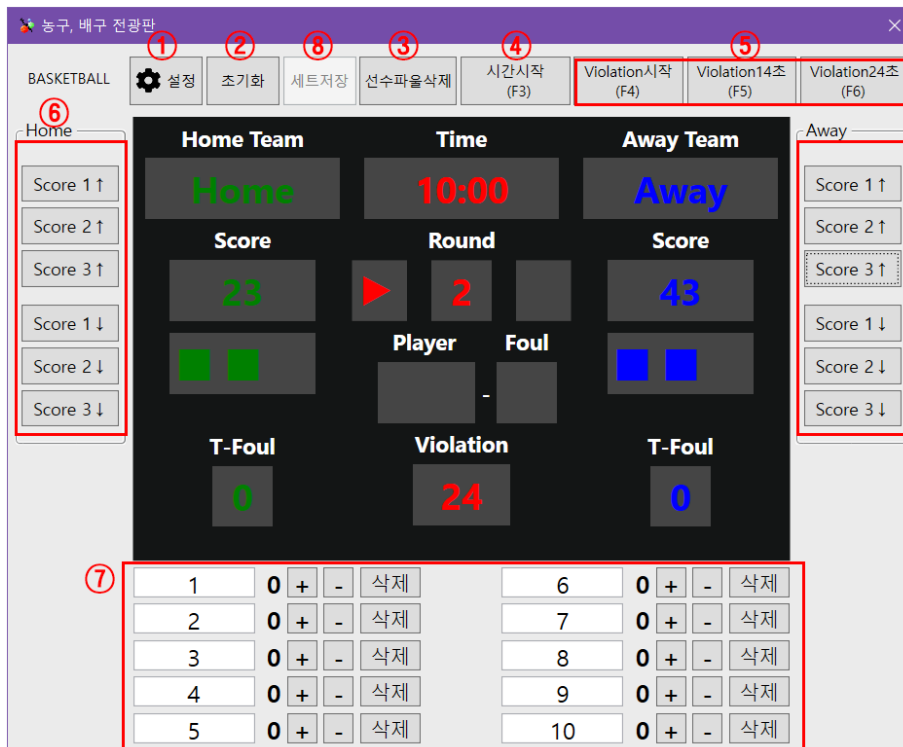 농구, 배구 전광판
① ② ⑧ ③ ④ ⑤
BASKETBALL 설정 초기화 세트저장 선수파울삭제 시간시작 Violation시작 Violation14초 Violation24초
(F3) (F4) (F5) (F6)
⑥
Home Away
Home Team Time Away Team
Home 10:00 Away
Score 1↑ Score 1↑
Score 2↑ Score 2↑
Score Round Score
Score 3↑ Score 3↑
23 2 43
Score 1↓ Score 1↓
Player Foul
Score 2↓ Score 2↓
-
Score 3↓ Score 3↓
T-Foul Violation T-Foul
0 24 0
⑦
1 0 + - 삭제 6 0 + - 삭제
2 0 + - 삭제 7 0 + - 삭제
3 0 + - 삭제 8 0 + - 삭제
4 0 + - 삭제 9 0 + - 삭제
5 0 + - 삭제 10 0 + - 삭제